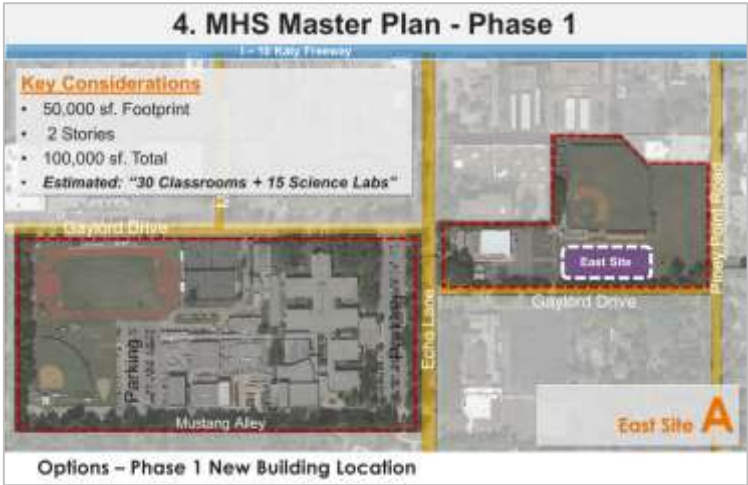 4. MHS Master Plan - Phase 1
I – 10 Katy Freeway
Key Considerations
• 50,000 sf. Footprint
• 2 Stories
• 100,000 sf. Total
• Estimated: "30 Classrooms + 15 Science Labs"
Gaylord Drive
Piney Point Road
East Site
Gaylord Drive
Echo Lane
Parking
Parking
Mustang Alley
East Site A
Options – Phase 1 New Building Location